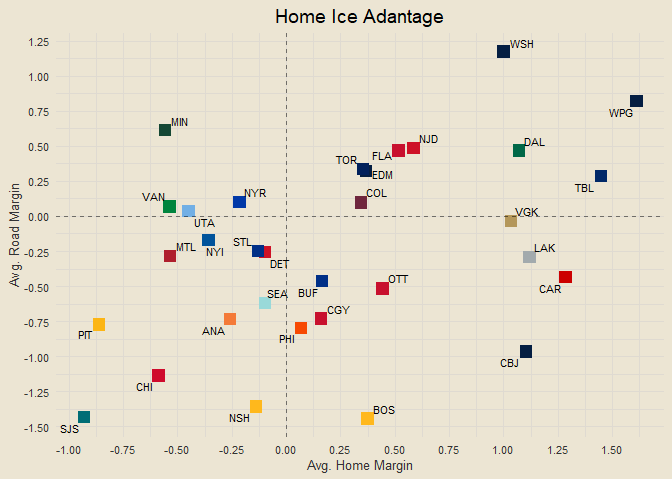 Home Ice Adantage
1.25
WSH
1.00
WPG
0.75
MIN
NJD
0.50
DAL
FLA
TOR
EDM
TBL
0.25
VAN
NYR
COL
0.00
UTA
VGK
STL
MTL
NYI
LAK
-0.25
DET
OTT
CAR
SEA
BUF
-0.50
CGY
-0.75
PIT
ANA
PHI
CBJ
-1.00
CHI
-1.25
NSH
BOS
SJS
-1.50
-1.00
-0.75
-0.50
-0.25
0.00
0.25
0.50
0.75
1.00
1.25
1.50
Avg. Home Margin
Avg. Road Margin